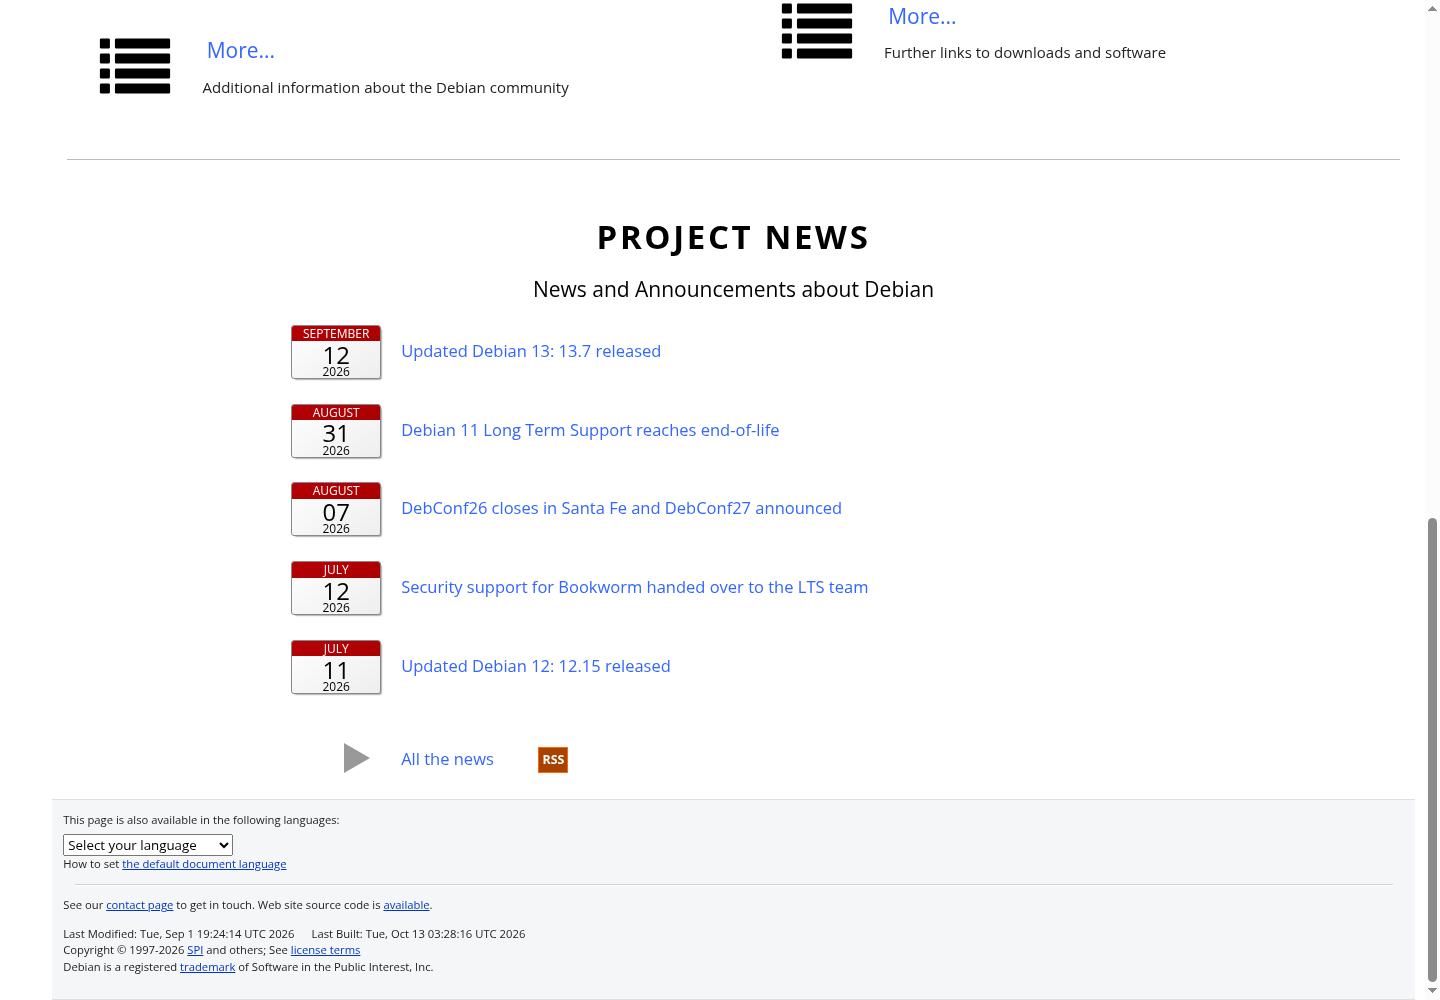 More...
Further links to downloads and software
More...
Additional information about the Debian community
PROJECT NEWS
News and Announcements about Debian
SEPTEMBER
12
2026
Updated Debian 13: 13.7 released
AUGUST
31
2026
Debian 11 Long Term Support reaches end-of-life
AUGUST
07
2026
DebConf26 closes in Santa Fe and DebConf27 announced
JULY
12
2026
Security support for Bookworm handed over to the LTS team
JULY
11
2026
Updated Debian 12: 12.15 released
All the news RSS
This page is also available in the following languages:
Select your language
How to set the default document language
See our contact page to get in touch. Web site source code is available.
Last Modified: Tue, Sep 1 19:24:14 UTC 2026 Last Built: Tue, Oct 13 03:28:16 UTC 2026
Copyright © 1997-2026 SPI and others; See license terms
Debian is a registered trademark of Software in the Public Interest, Inc.